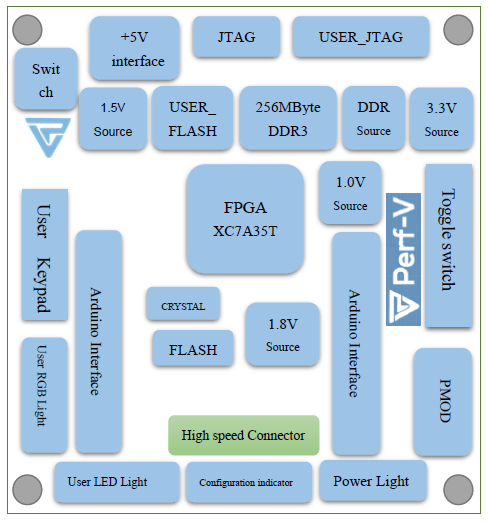 +5V
interface
JTAG
USER_JTAG
Swit
ch
1.5V
Source
USER_
FLASH
256MByte
DDR3
DDR
Source
3.3V
Source
FPGA
XC7A35T
1.0V
Source
Toggle switch
Perf-V
User Keypad
Arduino Interface
Arduino Interface
CRYSTAL
1.8V
Source
FLASH
User RGB Light
PMOD
High speed Connector
User LED Light
Configuration indicator
Power Light